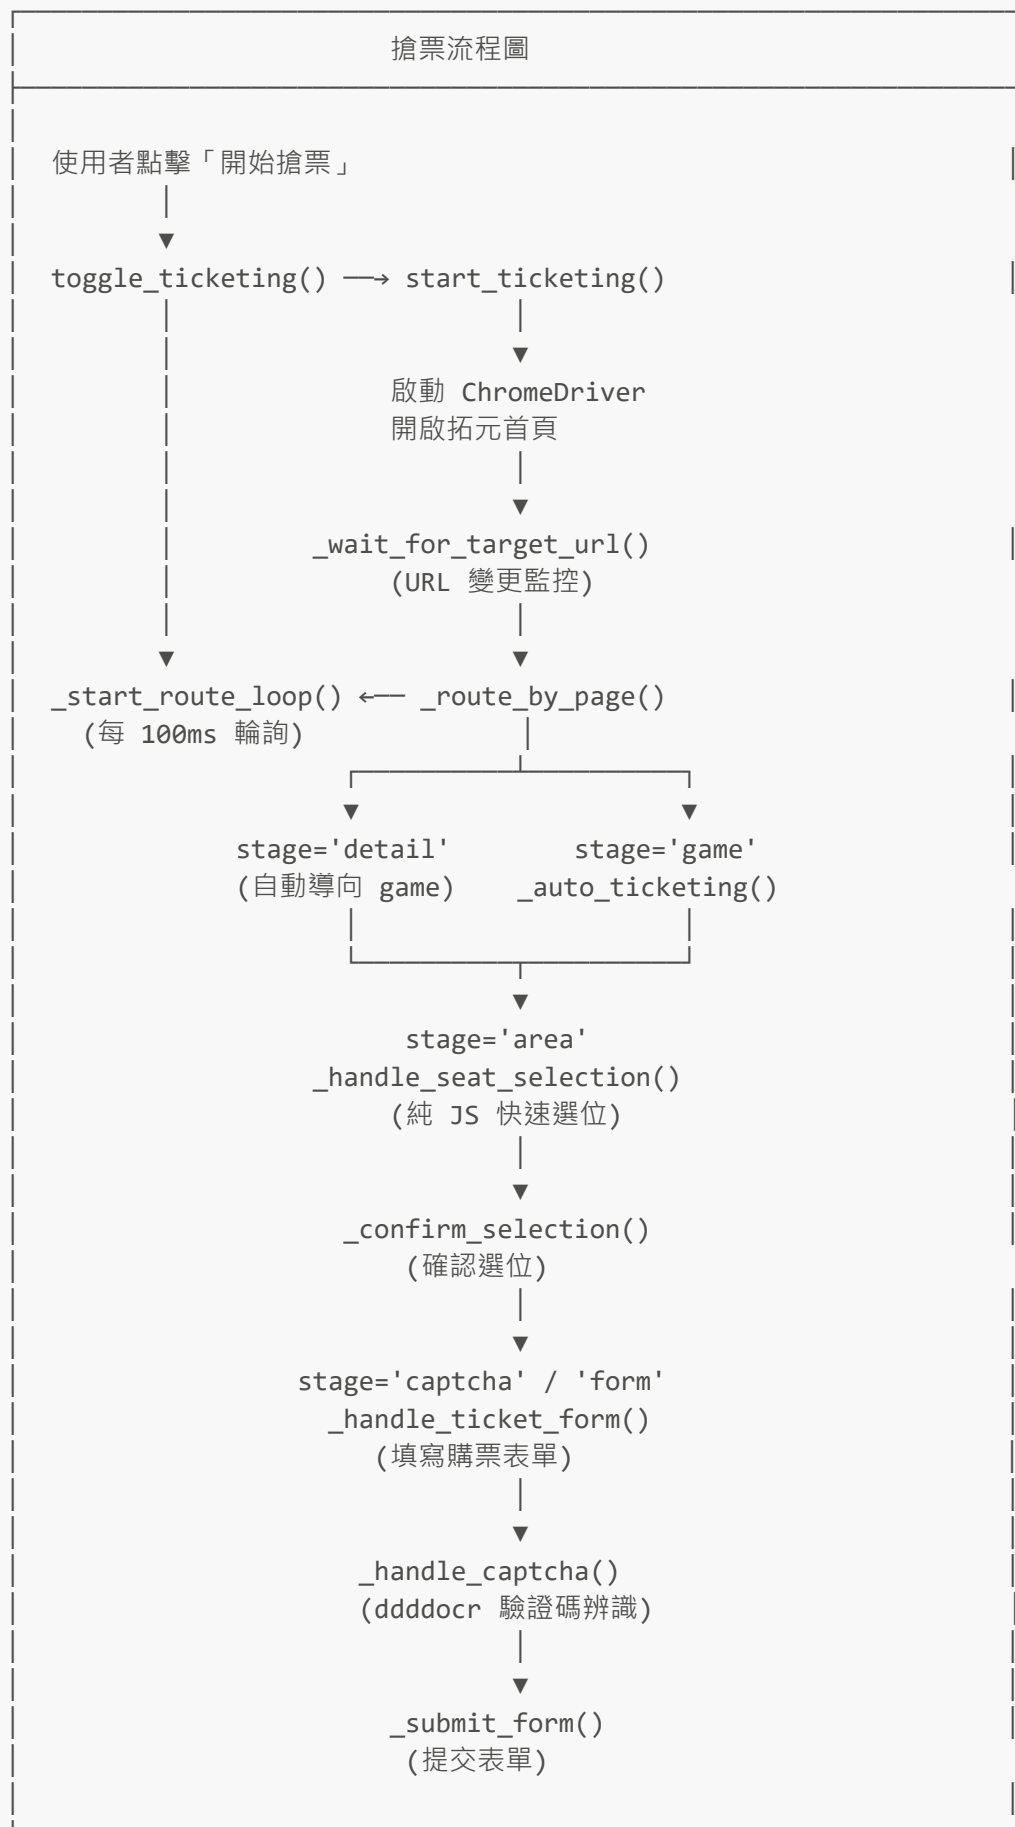 搶票流程圖
使用者點擊「開始搶票」
▼
toggle_ticketing() ──→ start_ticketing()
▼
啟動 ChromeDriver
開啟拓元首頁
▼
_wait_for_target_url()
(URL 變更監控)
▼ ▼
_start_route_loop() ←── _route_by_page()
(每 100ms 輪詢)
▼ ▼
stage='detail' stage='game'
(自動導向 game) _auto_ticketing()
▼
stage='area'
_handle_seat_selection()
(純 JS 快速選位)
▼
_confirm_selection()
(確認選位)
▼
stage='captcha' / 'form'
_handle_ticket_form()
(填寫購票表單)
▼
_handle_captcha()
(ddddocr 驗證碼辨識)
▼
_submit_form()
(提交表單)